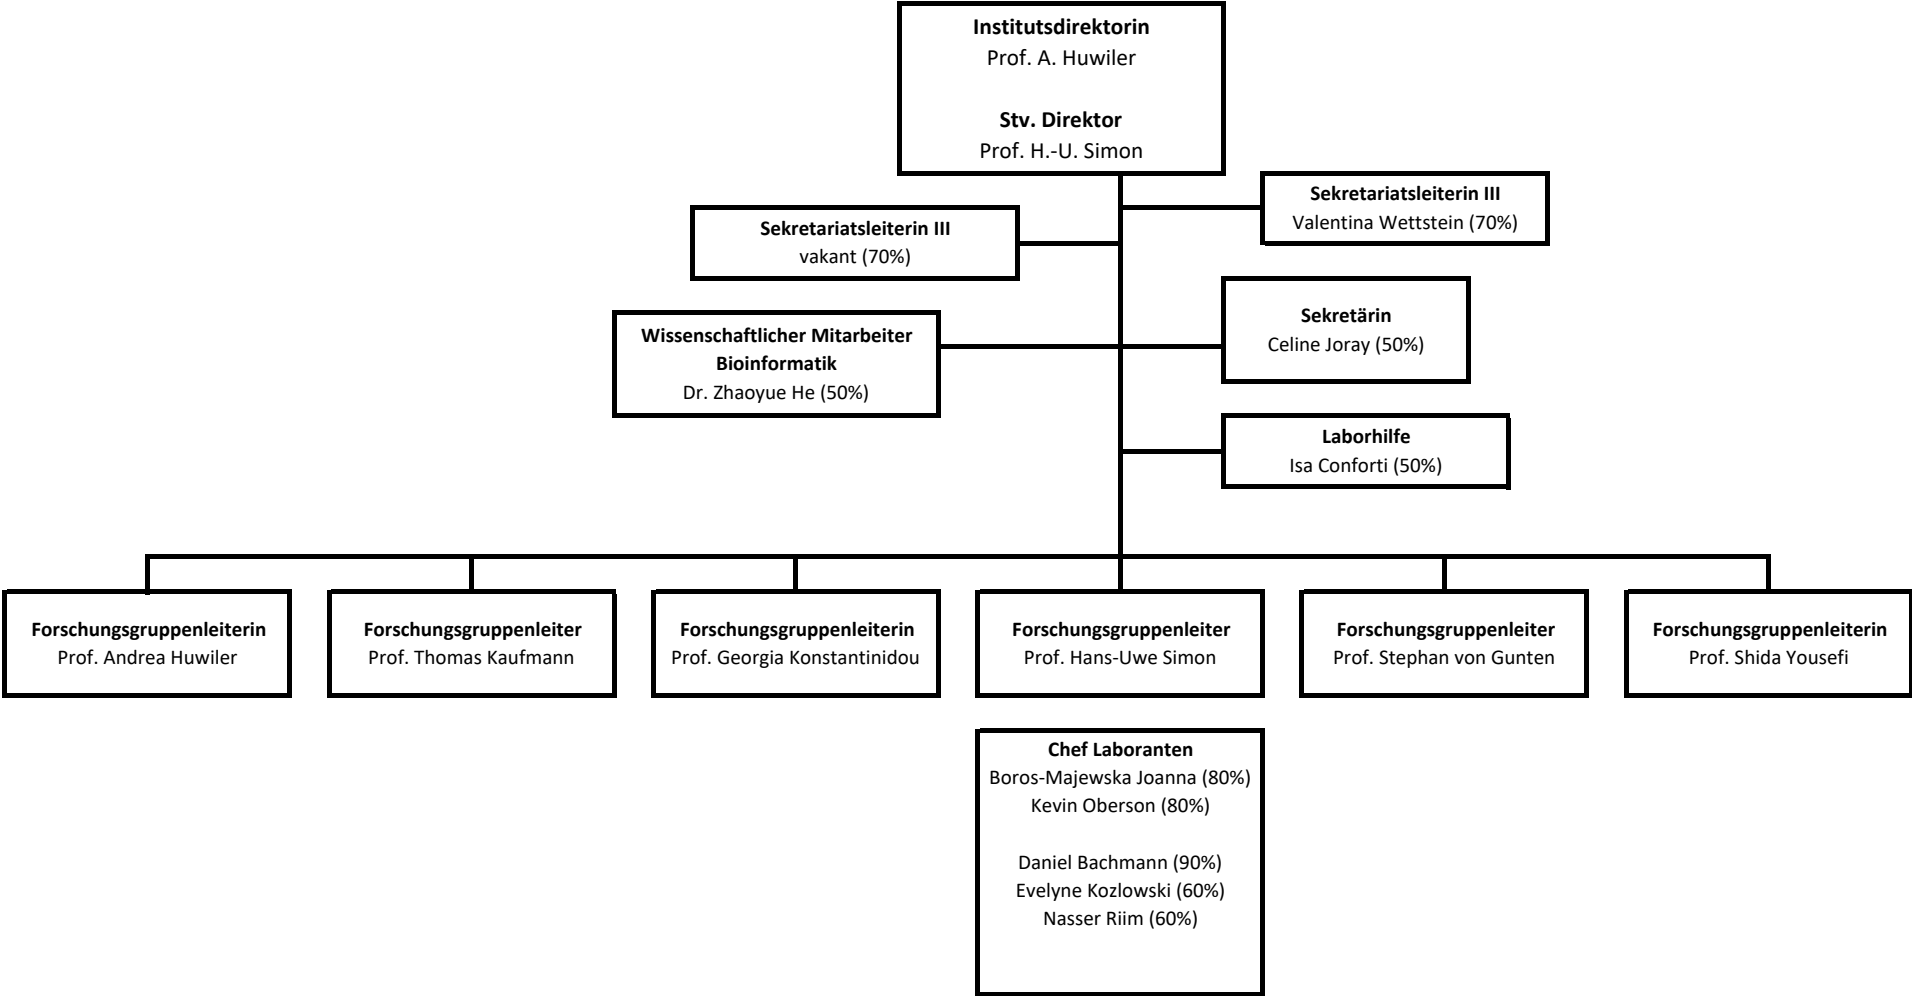 Institutsdirektorin
Prof. A. Huwiler
Stv. Direktor
Prof. H.-U. Simon
Sekretariatsleiterin III
Valentina Wettstein (70%)
Sekretariatsleiterin III
vakant (70%)
Sekretärin
Celine Joray (50%)
Wissenschaftlicher Mitarbeiter
Bioinformatik
Dr. Zhaoyue He (50%)
Laborhilfe
Isa Conforti (50%)
Forschungsgruppenleiterin
Prof. Andrea Huwiler
Forschungsgruppenleiter
Prof. Thomas Kaufmann
Forschungsgruppenleiterin
Prof. Georgia Konstantinidou
Forschungsgruppenleiter
Prof. Hans-Uwe Simon
Forschungsgruppenleiter
Prof. Stephan von Gunten
Forschungsgruppenleiterin
Prof. Shida Yousefi
Chef Laboranten
Boros-Majewska Joanna (80%)
Kevin Oberson (80%)
Daniel Bachmann (90%)
Evelyne Kozlowski (60%)
Nasser Riim (60%)